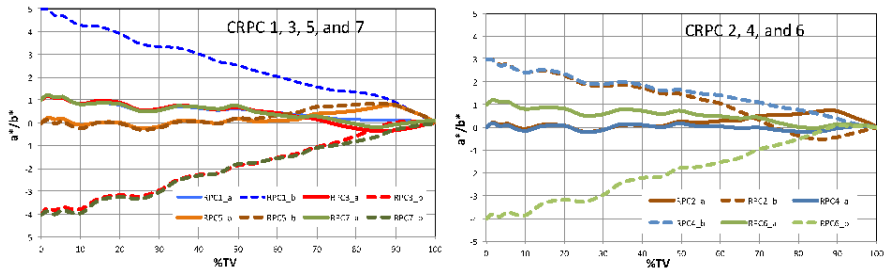 CRPC 1, 3, 5, and 7
a*/b*
5
4
3
2
1
0
-1
-2
-3
-4
-5
RPC1_a
RPC1_b
RPC3_a
RPC3_b
RPC5_a
RPC5_b
RPC7_a
RPC7_b
0 10 20 30 40 50 60 70 80 90 100
%TV
CRPC 2, 4, and 6
a*/b*
5
4
3
2
1
0
-1
-2
-3
-4
-5
RPC2_a
RPC2_b
RPC4_a
RPC4_b
RPC6_a
RPC6_b
0 10 20 30 40 50 60 70 80 90 100
%TV